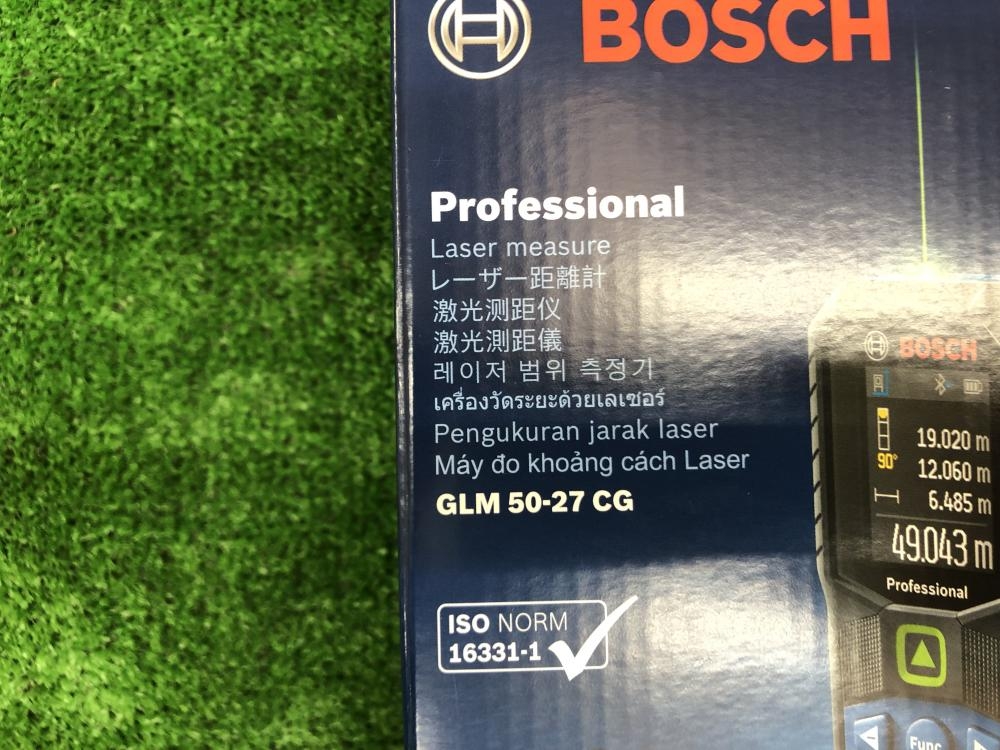 BOSCH
Professional
Laser measure
レーザー距離計
激光测距仪
激光測距儀
레이저 범위 측정기
เครื่องวัดระยะด้วยเลเซอร์
Pengukuran jarak laser
Máy đo khoảng cách Laser
GLM 50-27 CG
ISO NORM
16331-1
BOSCH
19.020 m
90°
12.060 m
6.485 m
49.043 m
Professional
Func